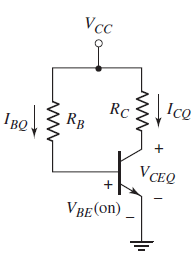 V_CC
I_BQ R_B R_C I_CQ
+
V_CEQ
+
V_BE(on) − −